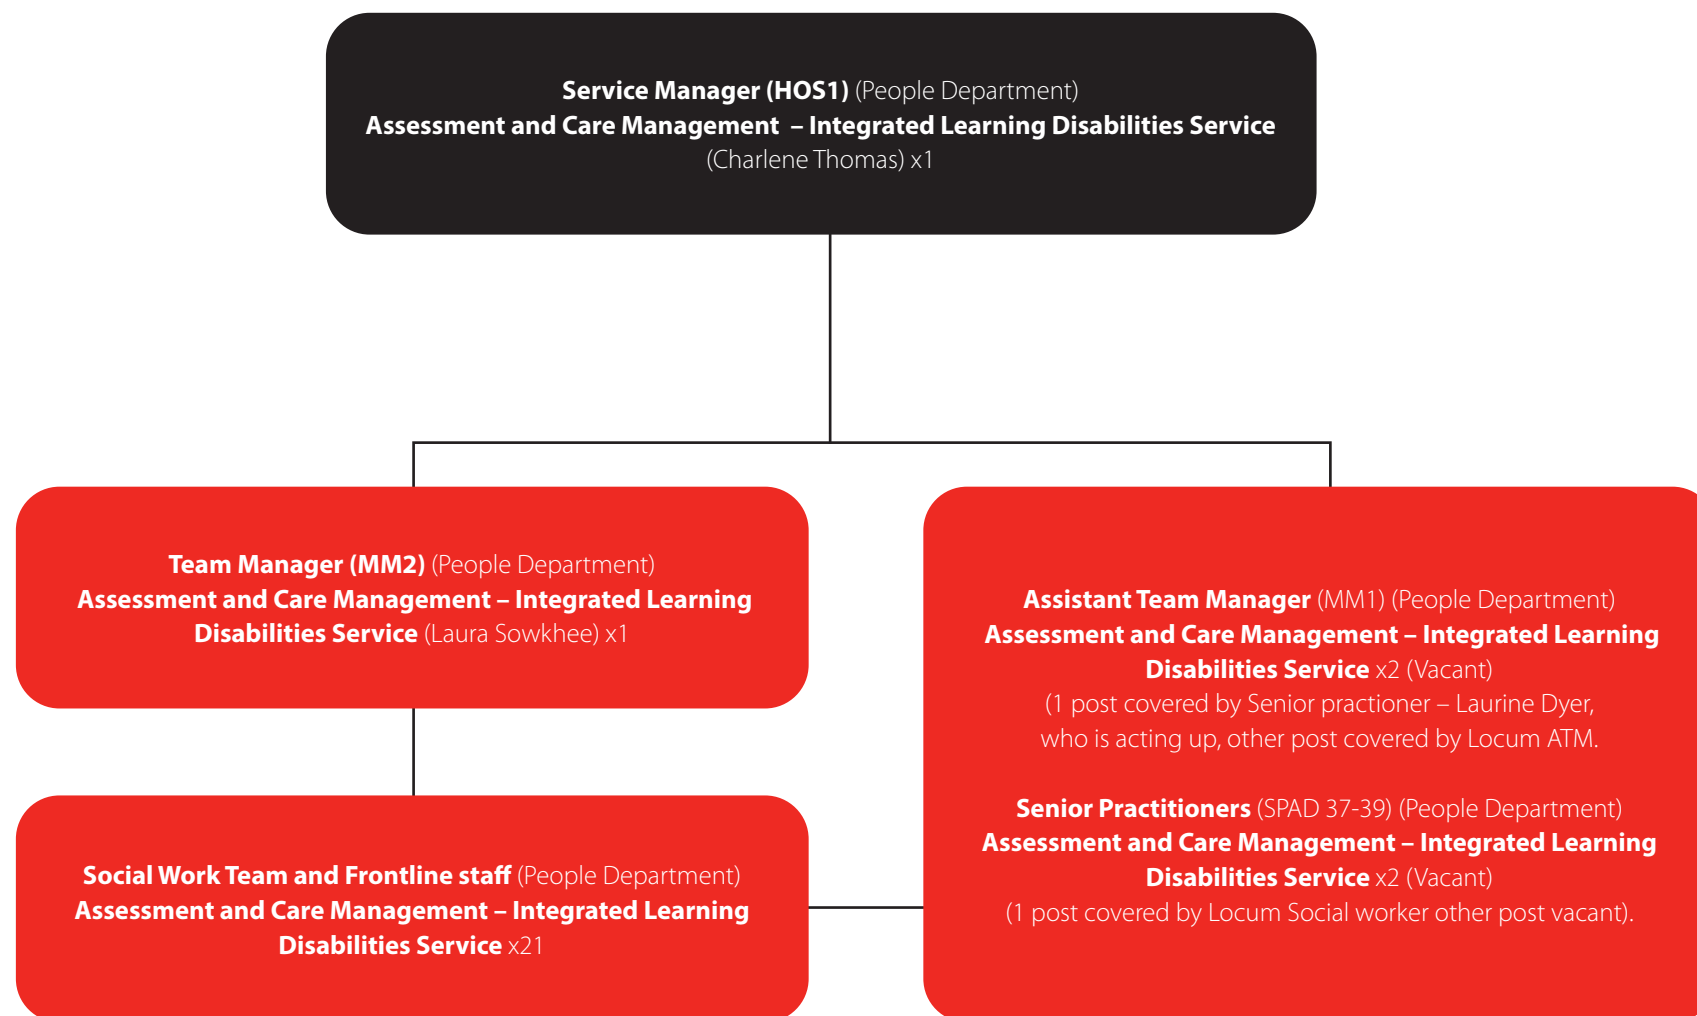 Service Manager (HOS1) (People Department)
Assessment and Care Management – Integrated Learning Disabilities Service
(Charlene Thomas) x1
Team Manager (MM2) (People Department)
Assessment and Care Management – Integrated Learning
Disabilities Service (Laura Sowkhee) x1
Social Work Team and Frontline staff (People Department)
Assessment and Care Management – Integrated Learning
Disabilities Service x21
Assistant Team Manager (MM1) (People Department)
Assessment and Care Management – Integrated Learning
Disabilities Service x2 (Vacant)
(1 post covered by Senior practioner – Laurine Dyer,
who is acting up, other post covered by Locum ATM.
Senior Practitioners (SPAD 37-39) (People Department)
Assessment and Care Management – Integrated Learning
Disabilities Service x2 (Vacant)
(1 post covered by Locum Social worker other post vacant).